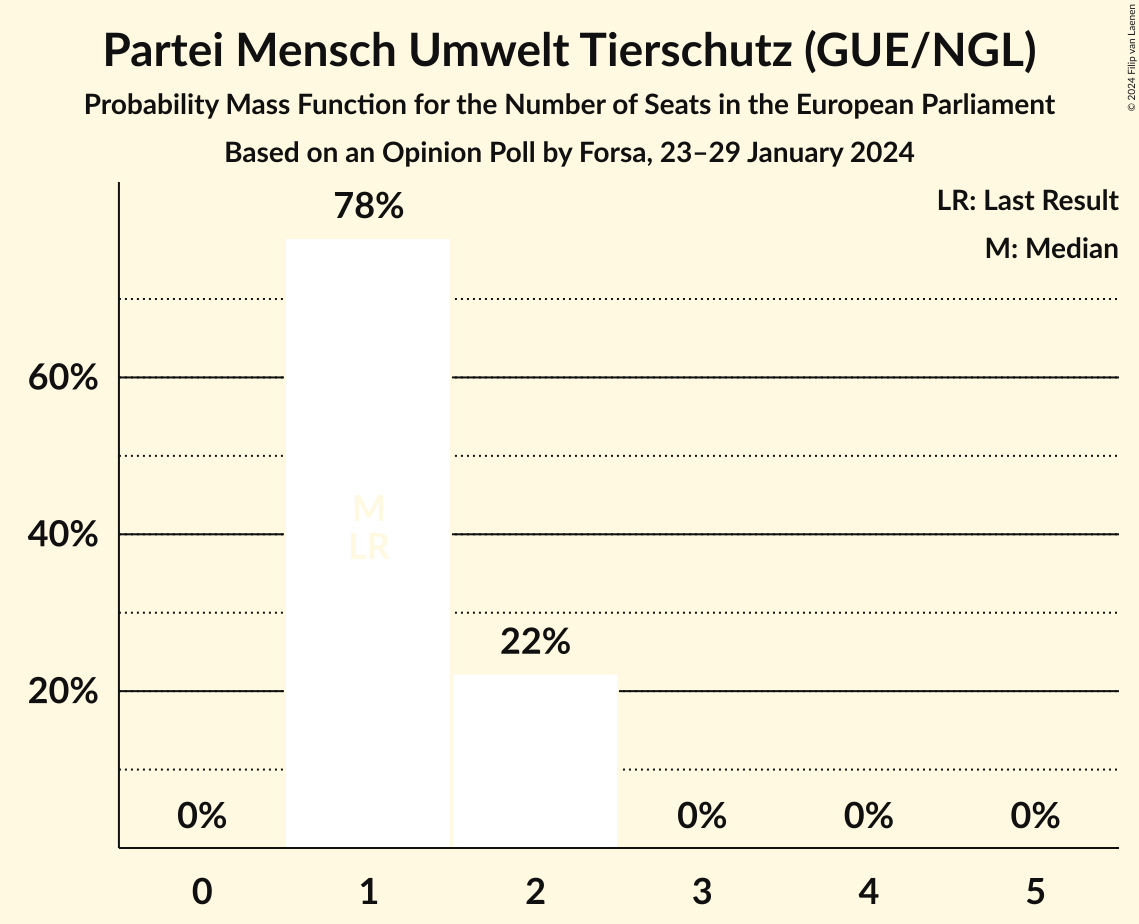 Partei Mensch Umwelt Tierschutz (GUE/NGL)
Probability Mass Function for the Number of Seats in the European Parliament
Based on an Opinion Poll by Forsa, 23–29 January 2024
© 2024 Filip van Laenen
LR: Last Result
M: Median
78%
60%
M
40%
LR
22%
20%
0%
0%
0%
0%
0 1 2 3 4 5